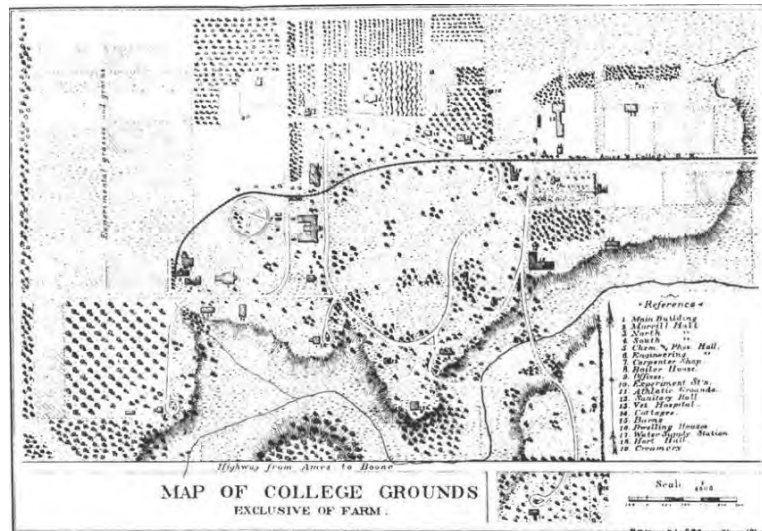 Experimental grasses and grains
Ames & College R. R.
Reference
1 Main Building
2 Morrill Hall
3 North "
4 South "
5 Chem. & Phys. Hall.
6 Engineering "
7 Carpenter Shop
8 Boiler House.
9 Offices.
10 Experiment St'n.
11 Athletic Grounds.
12 Sanitary Hall
13 Vet Hospital.
14 Cottages.
15 Barns
16 Dwelling Houses
17 Water Supply Station
18 Hort. Hall.
19 Creamery
Highway from Ames to Boone
MAP OF COLLEGE GROUNDS
EXCLUSIVE OF FARM.
Scale